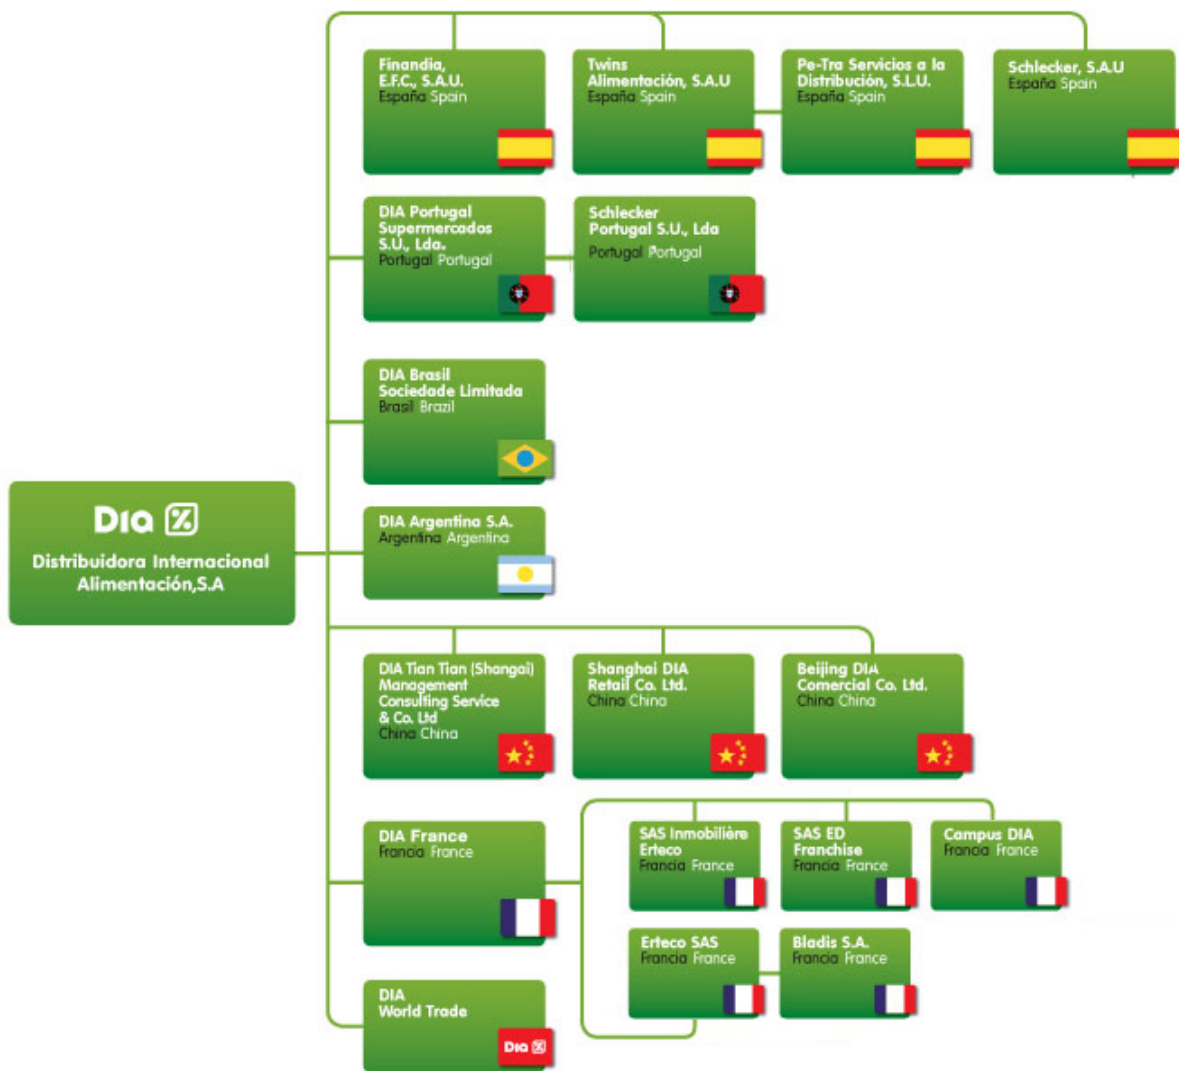 Finandia,
E.F.C., S.A.U.
España Spain
Twins
Alimentación, S.A.U
España Spain
Pe-Tra Servicios a la
Distribución, S.L.U.
España Spain
Schlecker, S.A.U
España Spain
DIA Portugal
Supermercados
S.U., Lda.
Portugal Portugal
Schlecker
Portugal S.U., Lda
Portugal Portugal
DIA Brasil
Sociedade Limitada
Brasil Brazil
Dia %
Distribuidora Internacional
Alimentación,S.A
DIA Argentina S.A.
Argentina Argentina
DIA Tian Tian (Shangai)
Management
Consulting Service
& Co. Ltd
China China
Shanghai DIA
Retail Co. Ltd.
China China
Beijing DIA
Comercial Co. Ltd.
China China
DIA France
Francia France
SAS Inmobilière
Erteco
Francia France
SAS ED
Franchise
Francia France
Campus DIA
Francia France
Erteco SAS
Francia France
Bladis S.A.
Francia France
DIA
World Trade
Dia %